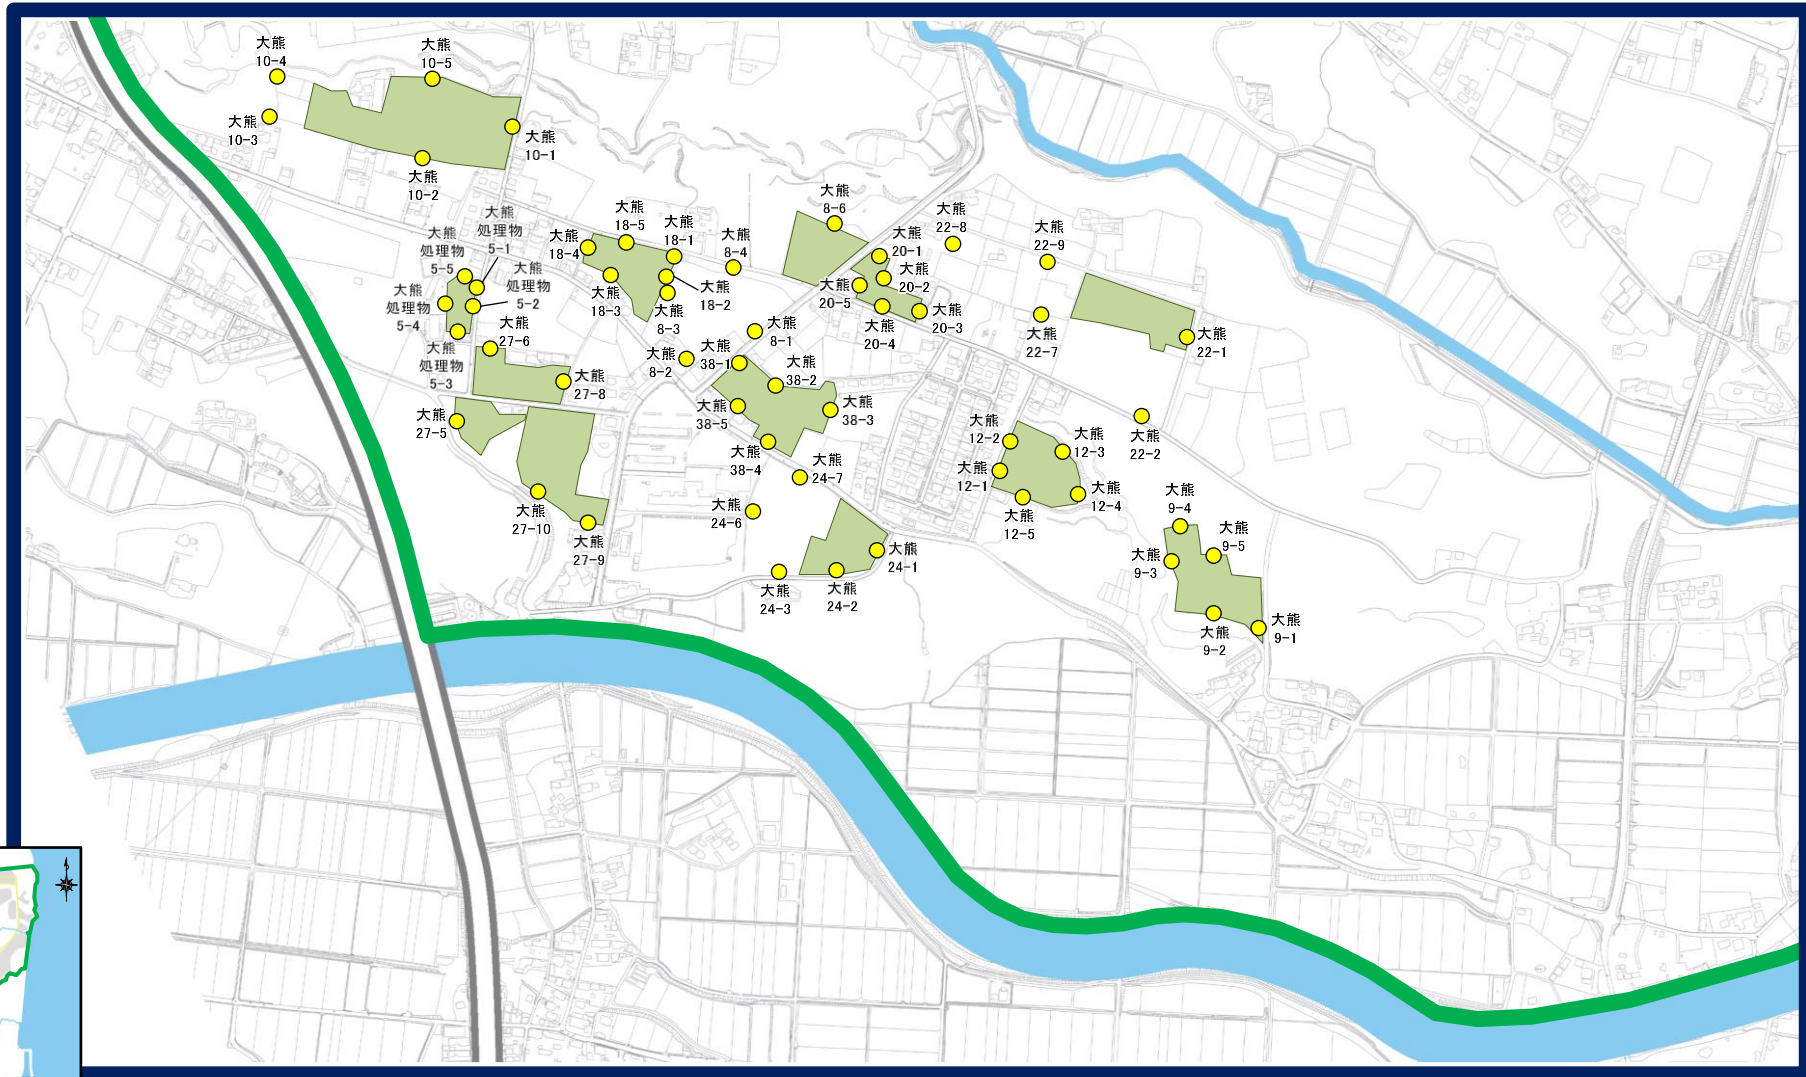 大熊
10-4
大熊
10-5
大熊
10-3
大熊
10-1
大熊
10-2
大熊
処理物
5-1
大熊
処理物
5-5
大熊
処理物
5-2
大熊
処理物
5-4
大熊
処理物
5-3
大熊
18-5
大熊
18-4
大熊
18-1
大熊
18-3
大熊
18-2
大熊
8-3
大熊
8-4
大熊
8-6
大熊
20-1
大熊
20-2
大熊
20-5
大熊
20-4
大熊
20-3
大熊
22-8
大熊
22-9
大熊
22-7
大熊
22-1
大熊
22-2
大熊
27-6
大熊
27-8
大熊
27-5
大熊
27-10
大熊
27-9
大熊
8-2
大熊
8-1
大熊
38-1
大熊
38-2
大熊
38-3
大熊
38-5
大熊
38-4
大熊
24-7
大熊
24-6
大熊
24-1
大熊
24-3
大熊
24-2
大熊
12-2
大熊
12-3
大熊
12-1
大熊
12-4
大熊
12-5
大熊
9-4
大熊
9-5
大熊
9-3
大熊
9-2
大熊
9-1